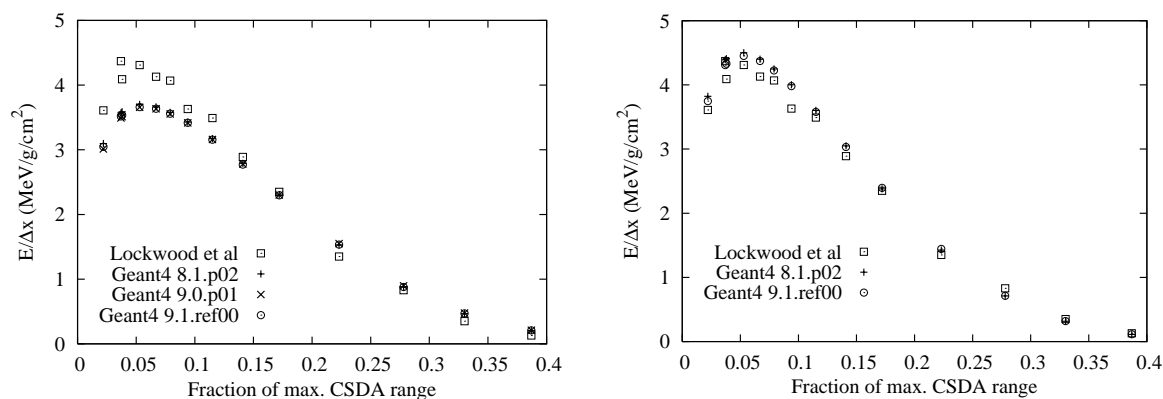 5
4
3
2
1
0
E/Δx (MeV/g/cm²)
Lockwood et al
Geant4 8.1.p02
Geant4 9.0.p01
Geant4 9.1.ref00
0 0.05 0.1 0.15 0.2 0.25 0.3 0.35 0.4
Fraction of max. CSDA range
5
4
3
2
1
0
E/Δx (MeV/g/cm²)
Lockwood et al
Geant4 8.1.p02
Geant4 9.1.ref00
0 0.05 0.1 0.15 0.2 0.25 0.3 0.35 0.4
Fraction of max. CSDA range